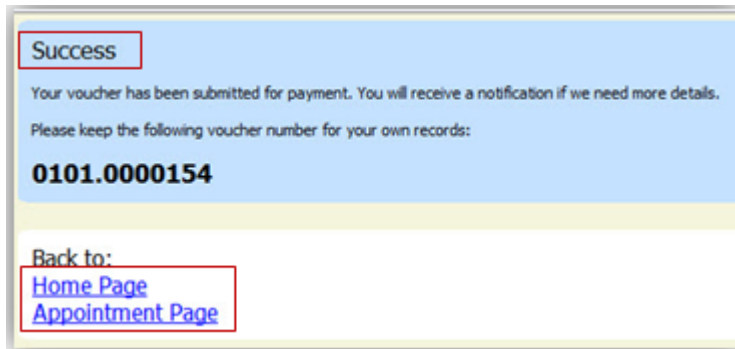 Success
Your voucher has been submitted for payment. You will receive a notification if we need more details.
Please keep the following voucher number for your own records:
0101.0000154
Back to:
Home Page
Appointment Page